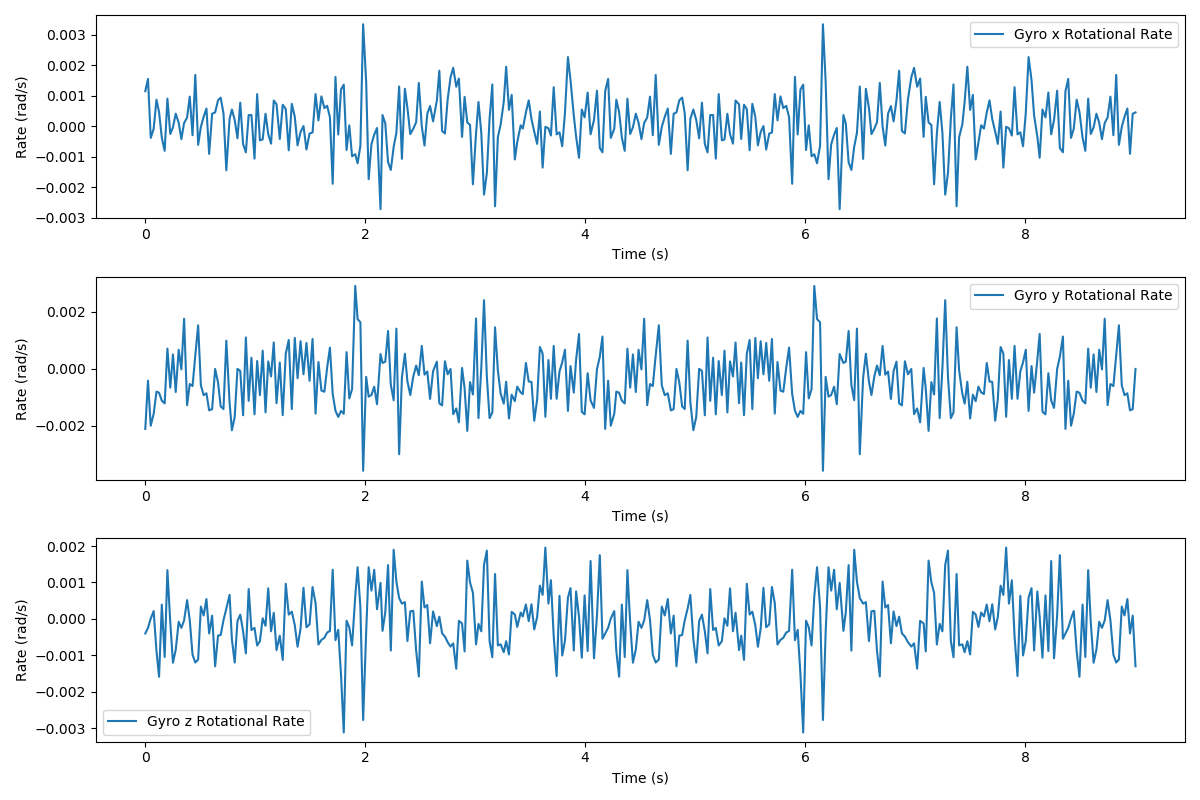 Gyro x Rotational Rate
Rate (rad/s)
0.003
0.002
0.001
0.000
−0.001
−0.002
−0.003
0 2 4 6 8
Time (s)
Gyro y Rotational Rate
Rate (rad/s)
0.002
0.000
−0.002
0 2 4 6 8
Time (s)
Rate (rad/s)
0.002
0.001
0.000
−0.001
−0.002
−0.003
Gyro z Rotational Rate
0 2 4 6 8
Time (s)